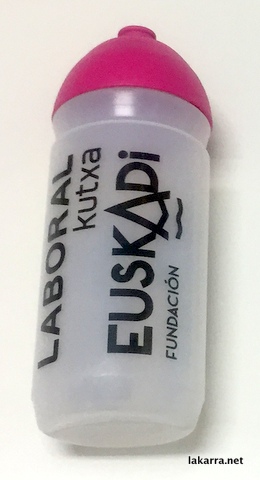 LABORAL
kutxa
EUSKADI
FUNDACIÓN
lakarra.net